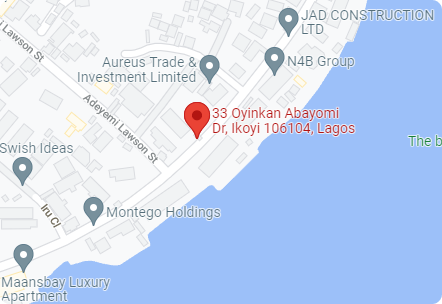 JAD CONSTRUCTION
LTD
Aureus Trade &
Investment Limited
N4B Group
Lawson St
Adeyemi Lawson St
33 Oyinkan Abayomi
Dr, Ikoyi 106104, Lagos
The b
Swish Ideas
Iru Cl
Montego Holdings
Maansbay Luxury
Apartment